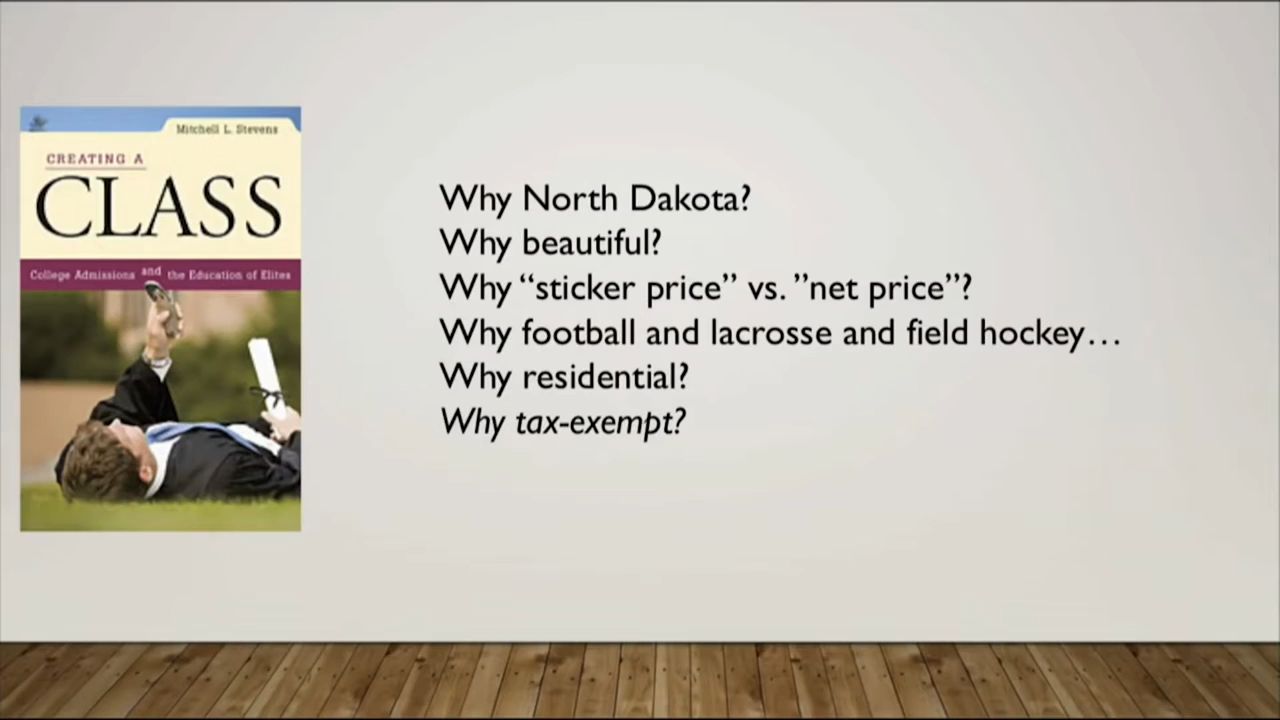 Mitchell L. Stevens
CREATING A
CLASS
College Admissions and the Education of Elites
Why North Dakota?
Why beautiful?
Why “sticker price” vs. ”net price”?
Why football and lacrosse and field hockey…
Why residential?
Why tax-exempt?